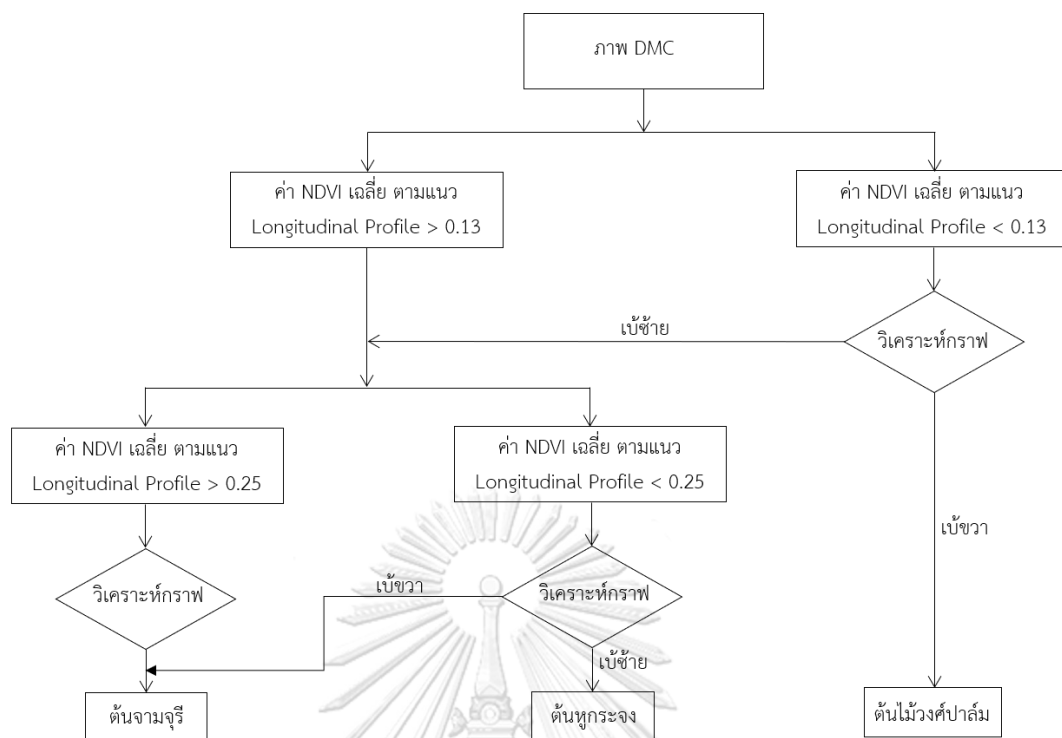 ภาพ DMC
ค่า NDVI เฉลี่ย ตามแนว
Longitudinal Profile > 0.13
ค่า NDVI เฉลี่ย ตามแนว
Longitudinal Profile < 0.13
เบ้ซ้าย
วิเคราะห์กราฟ
ค่า NDVI เฉลี่ย ตามแนว
Longitudinal Profile > 0.25
ค่า NDVI เฉลี่ย ตามแนว
Longitudinal Profile < 0.25
เบ้ขวา
วิเคราะห์กราฟ
เบ้ขวา
วิเคราะห์กราฟ
เบ้ซ้าย
ต้นจามจุรี
ต้นหูกระจง
ต้นไม้วงศ์ปาล์ม